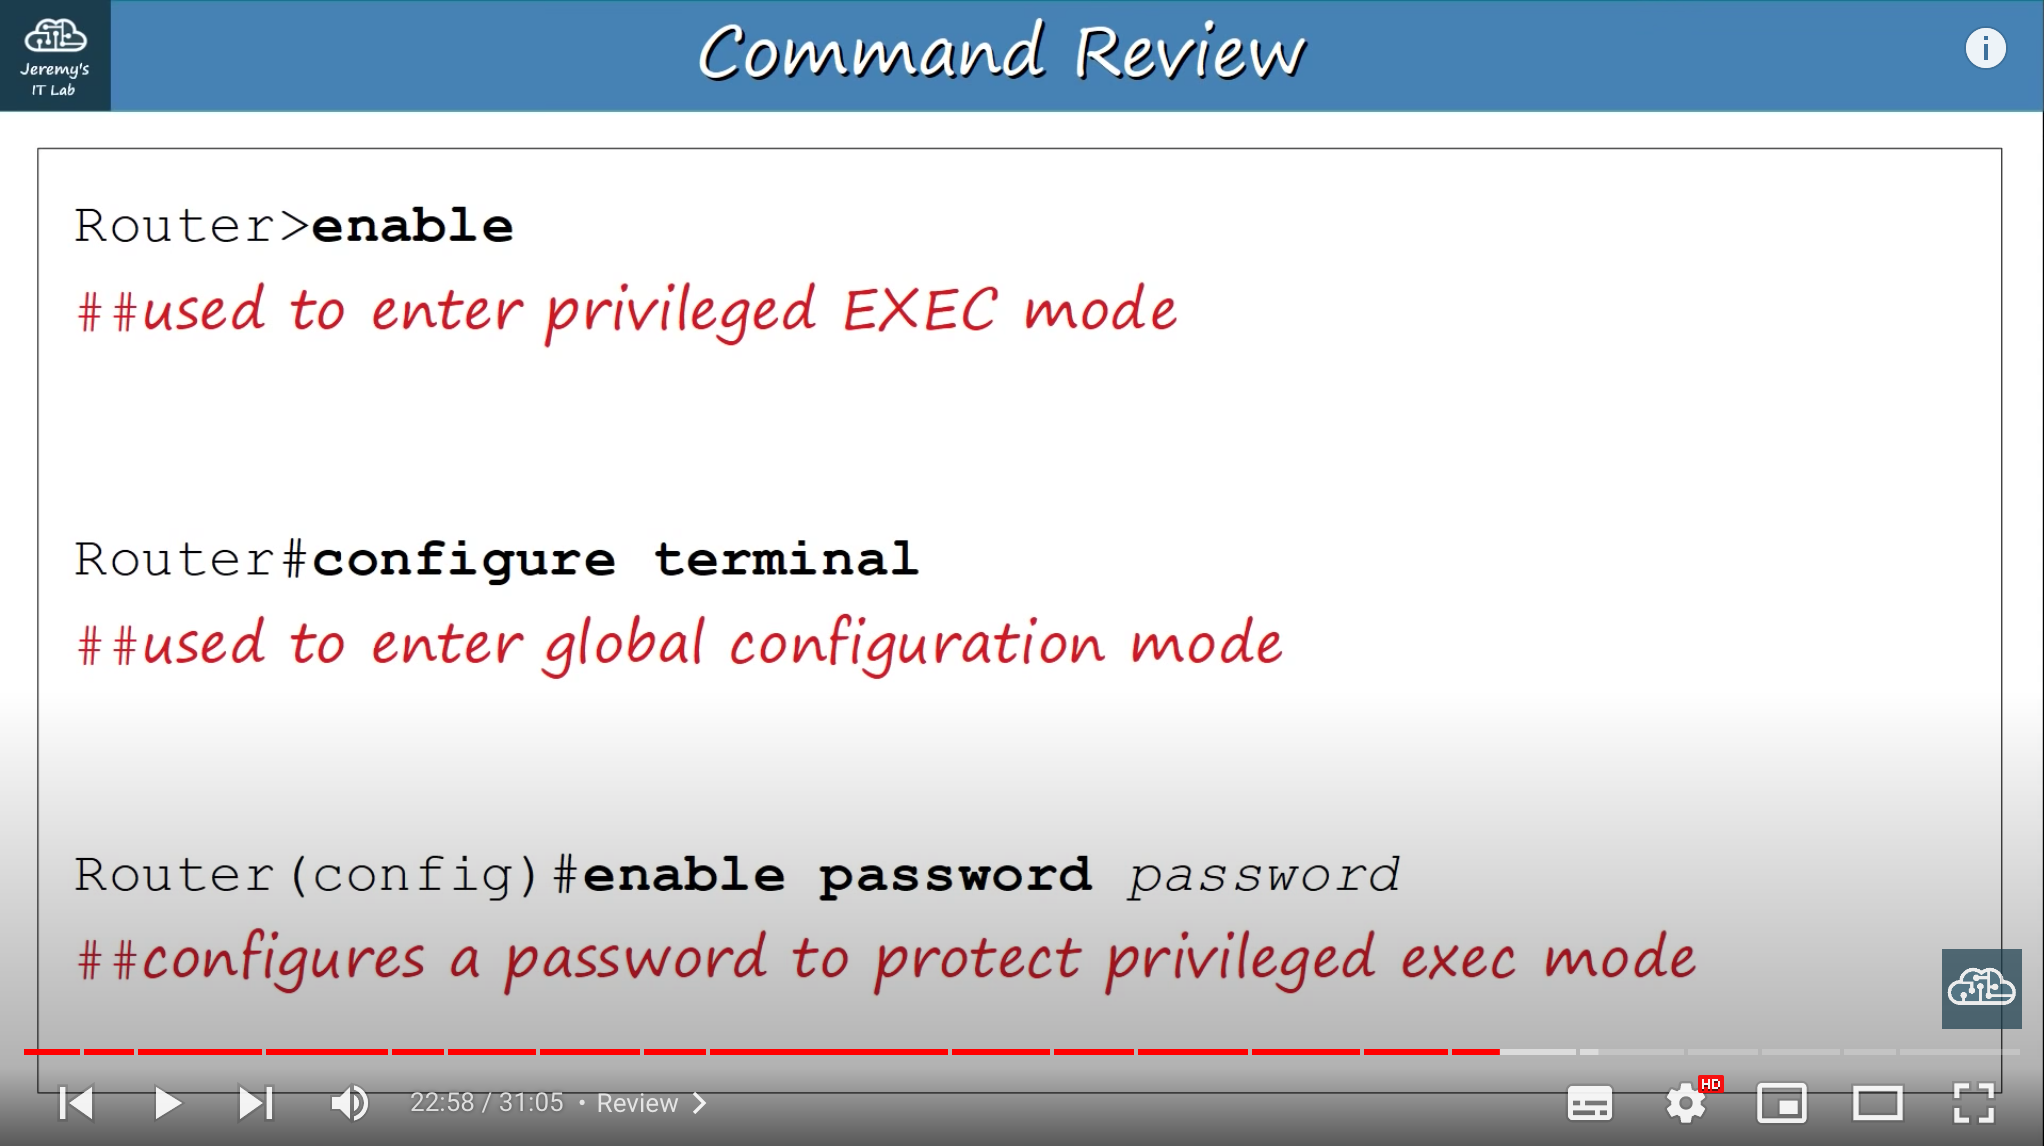 Jeremy's
IT Lab
Command Review
Router>enable
##used to enter privileged EXEC mode
Router#configure terminal
##used to enter global configuration mode
Router(config)#enable password password
##configures a password to protect privileged exec mode
22:58 / 31:05 • Review
HD